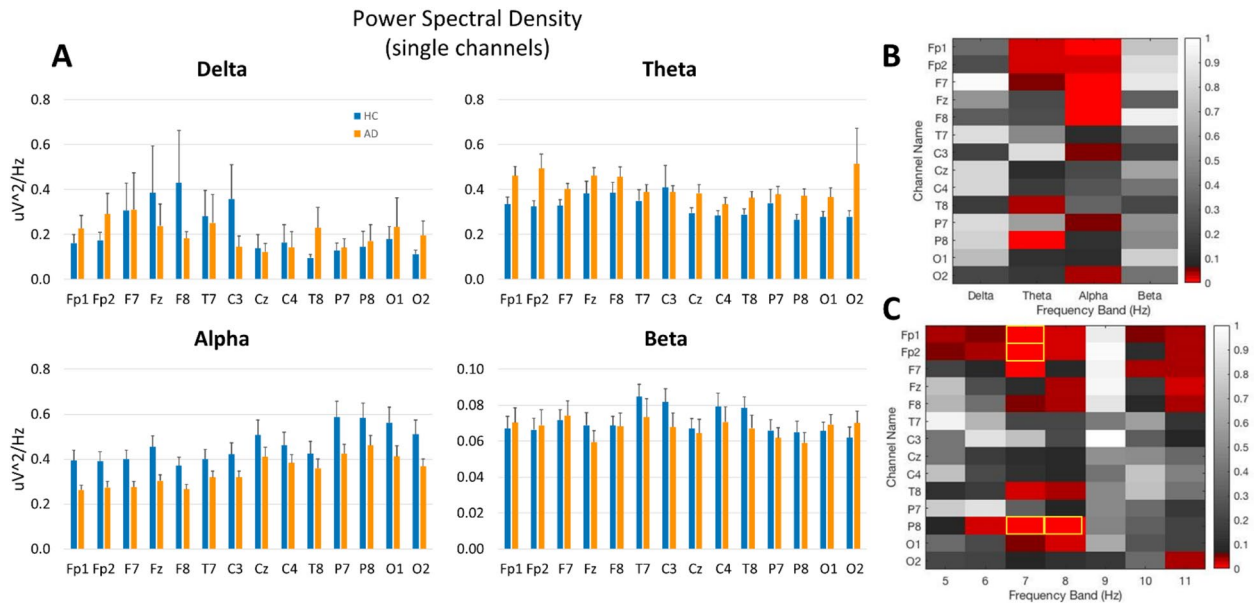 Power Spectral Density
(single channels)
A
Delta
0.8
0.6
0.4
0.2
0.0
uV^2/Hz
HC
AD
Fp1 Fp2 F7 Fz F8 T7 C3 Cz C4 T8 P7 P8 O1 O2
Theta
0.8
0.6
0.4
0.2
0.0
Fp1 Fp2 F7 Fz F8 T7 C3 Cz C4 T8 P7 P8 O1 O2
Alpha
0.8
0.6
0.4
0.2
0.0
uV^2/Hz
Fp1 Fp2 F7 Fz F8 T7 C3 Cz C4 T8 P7 P8 O1 O2
Beta
0.10
0.08
0.06
0.04
0.02
0.00
Fp1 Fp2 F7 Fz F8 T7 C3 Cz C4 T8 P7 P8 O1 O2
B
Channel Name
Fp1
Fp2
F7
Fz
F8
T7
C3
Cz
C4
T8
P7
P8
O1
O2
Delta Theta Alpha Beta
Frequency Band (Hz)
1
0.9
0.8
0.7
0.6
0.5
0.4
0.3
0.2
0.1
0
C
Channel Name
Fp1
Fp2
F7
Fz
F8
T7
C3
Cz
C4
T8
P7
P8
O1
O2
5 6 7 8 9 10 11
Frequency Band (Hz)
1
0.9
0.8
0.7
0.6
0.5
0.4
0.3
0.2
0.1
0